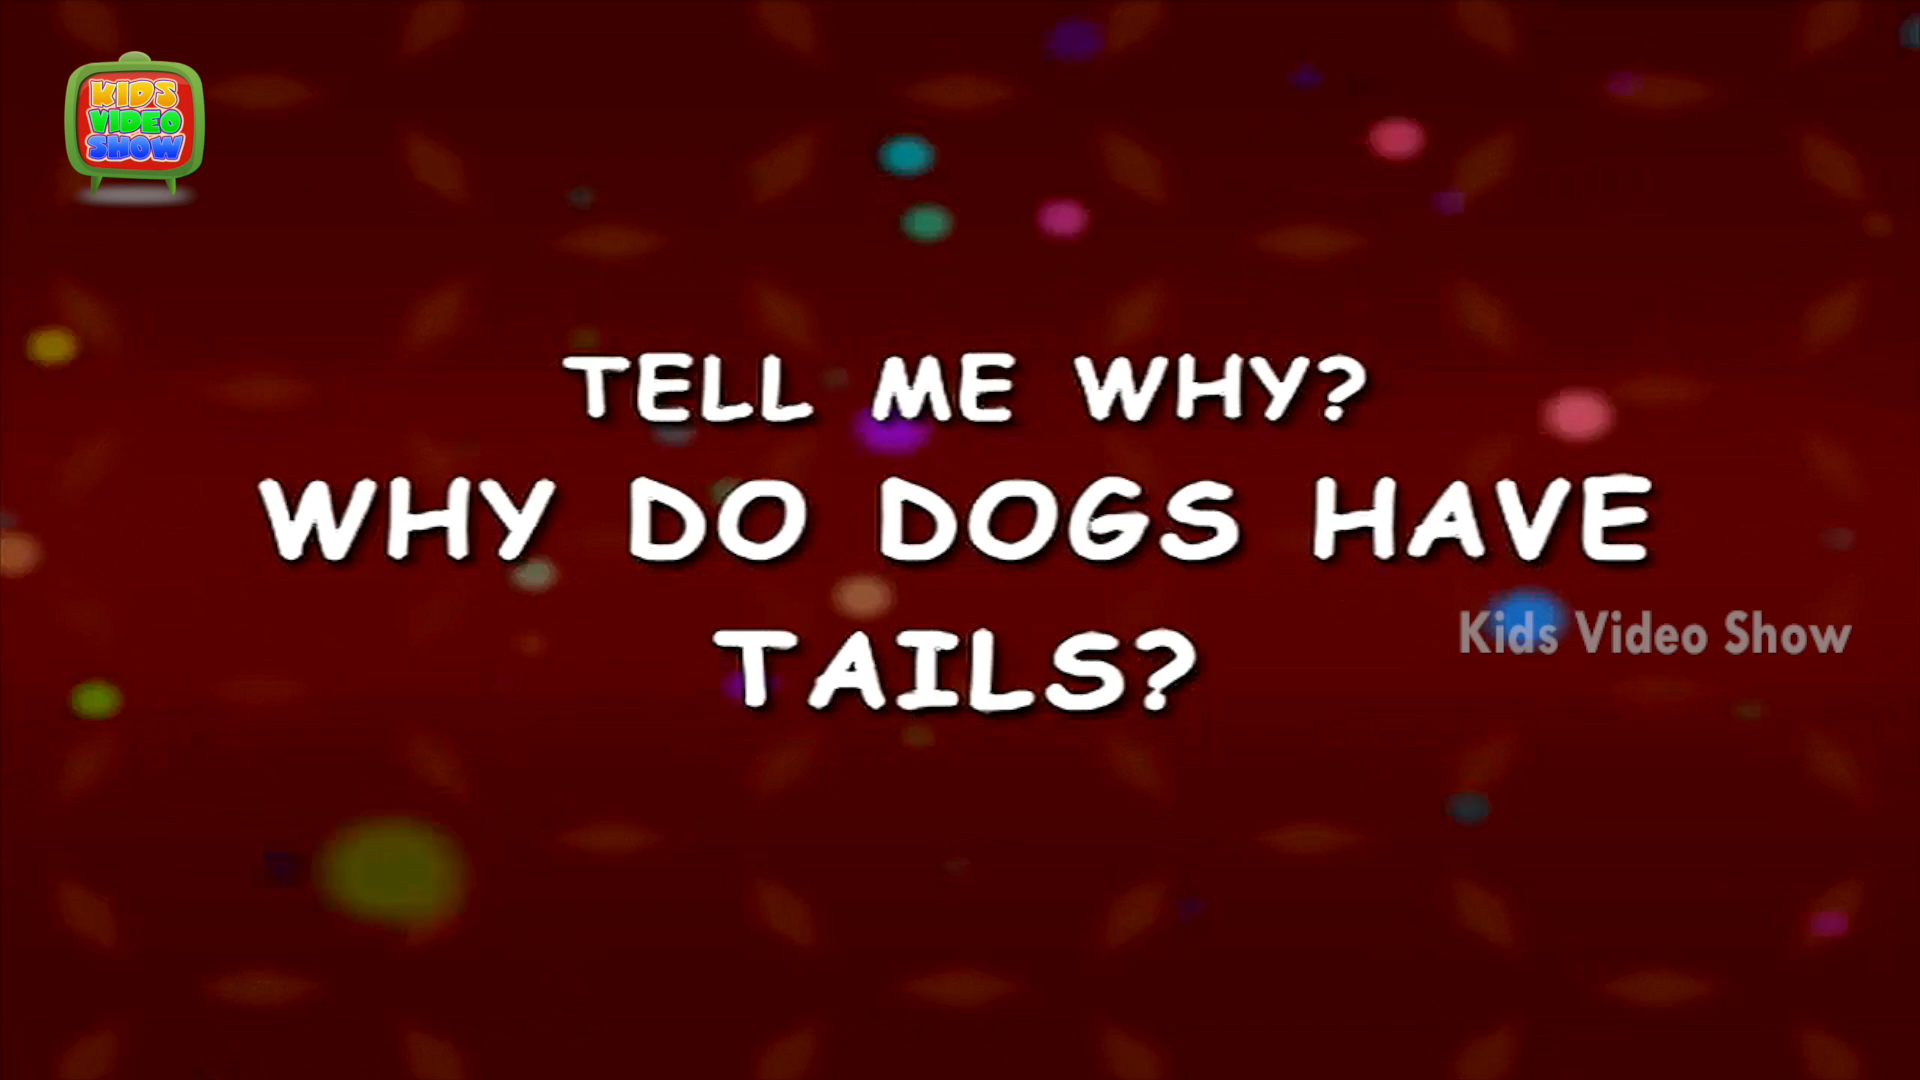 KIDS
VIDEO
SHOW
TELL ME WHY?
WHY DO DOGS HAVE
TAILS?
Kids Video Show